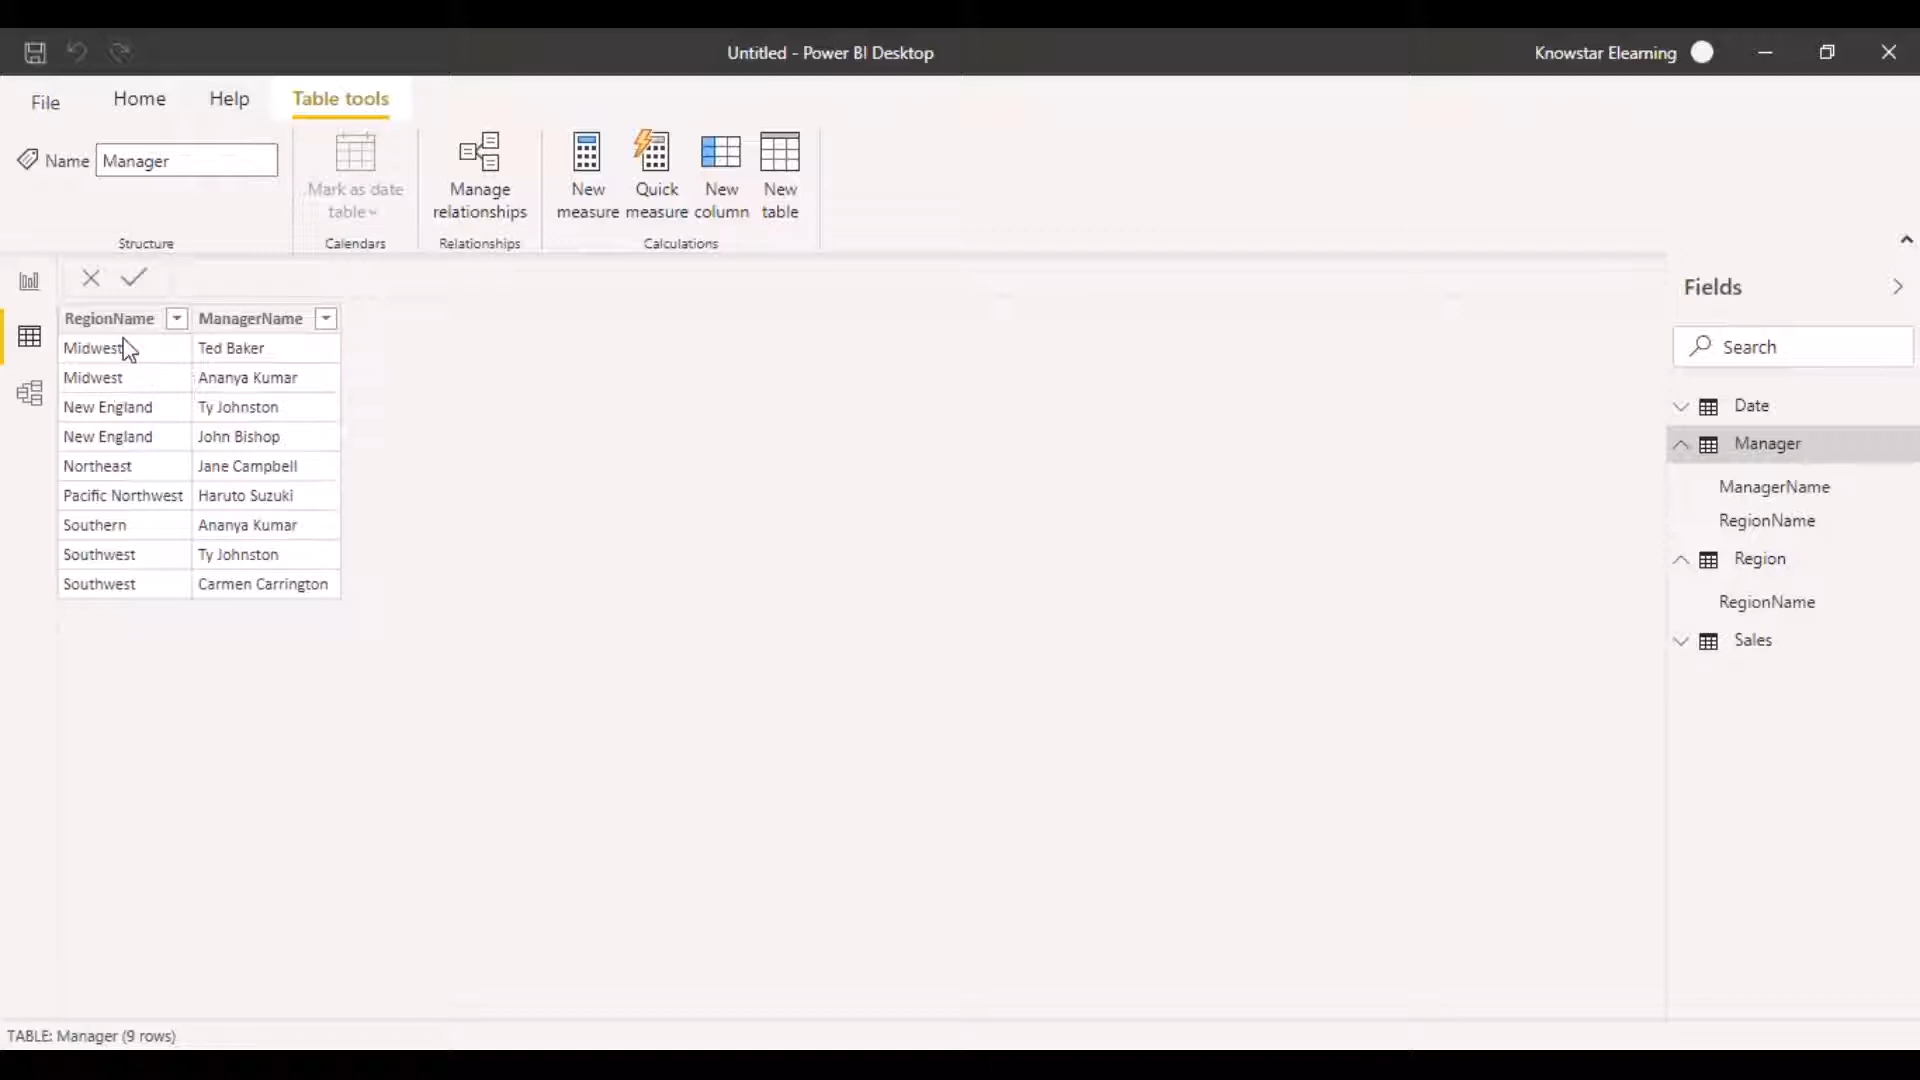 Untitled - Power BI Desktop
Knowstar Elearning
File
Home
Help
Table tools
Name
Manager
Structure
Mark as date
table
Calendars
Manage
relationships
Relationships
New
measure
Quick
measure
New
column
New
table
Calculations
RegionName ManagerName
Midwest Ted Baker
Midwest Ananya Kumar
New England Ty Johnston
New England John Bishop
Northeast Jane Campbell
Pacific Northwest Haruto Suzuki
Southern Ananya Kumar
Southwest Ty Johnston
Southwest Carmen Carrington
Fields
Search
Date
Manager
ManagerName
RegionName
Region
RegionName
Sales
TABLE: Manager (9 rows)